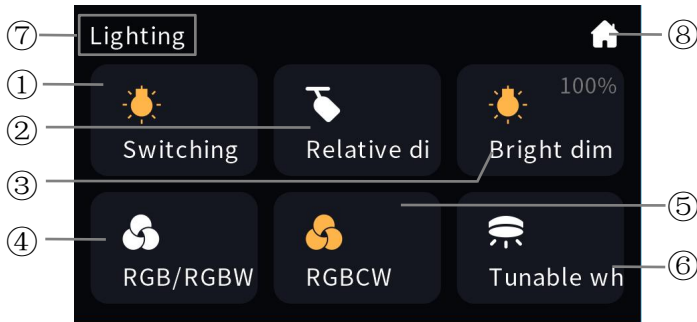 ⑦ Lighting ⑧
① 100%
② Switching Relative di Bright dim
③
⑤
④
RGB/RGBW RGBCW Tunable wh ⑥